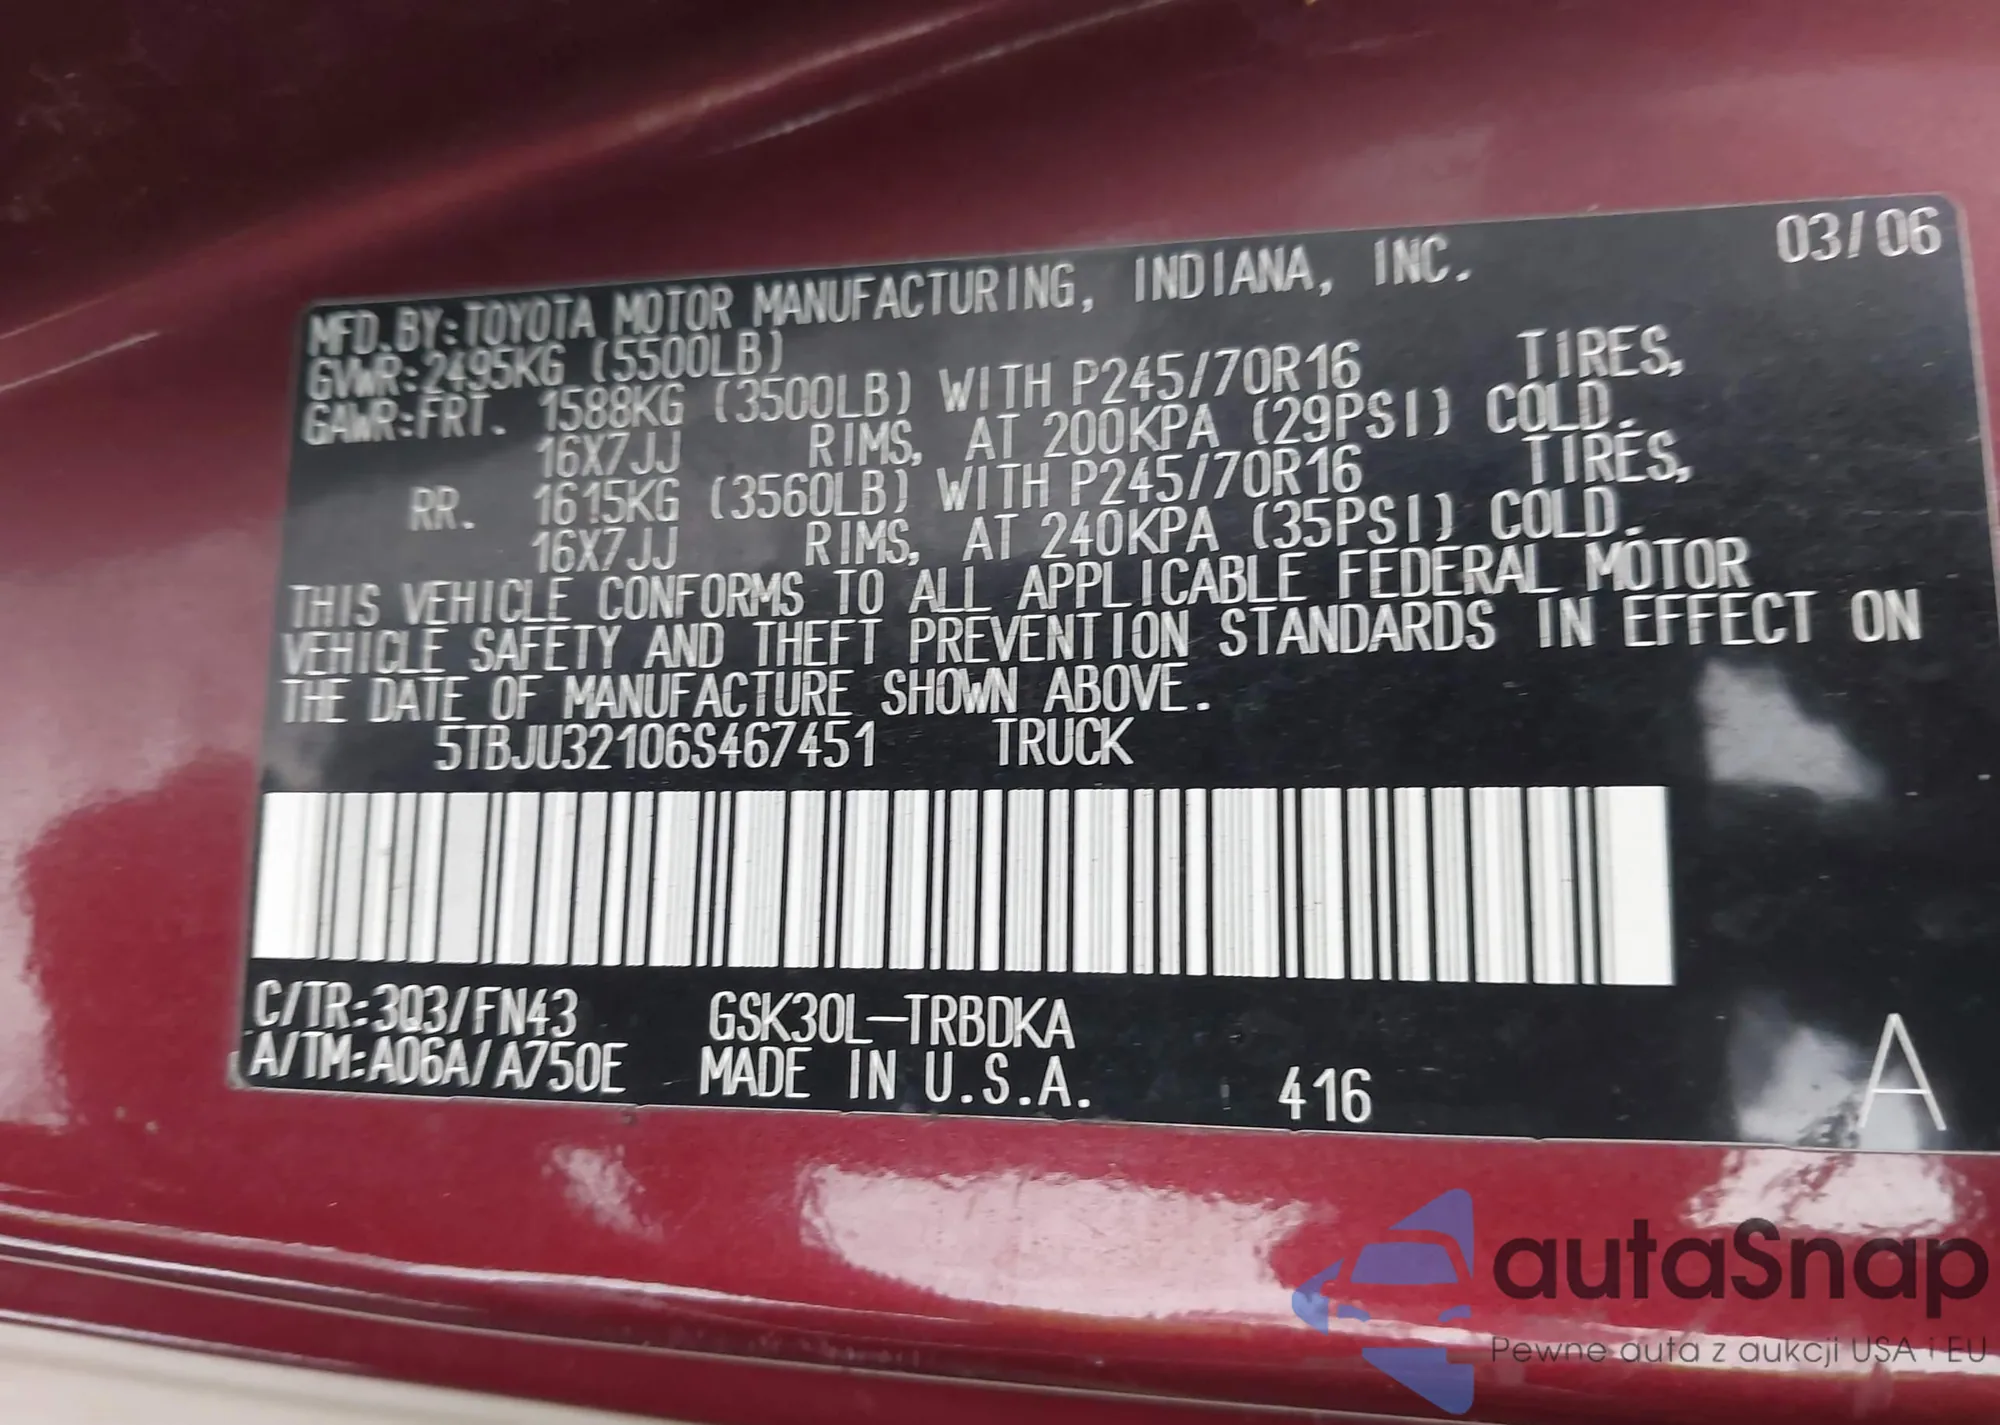 03/06
MFD.BY:TOYOTA MOTOR MANUFACTURING, INDIANA, INC.
GVWR:2495KG (5500LB)
GAWR:FRT. 1588KG (3500LB) WITH P245/70R16 TIRES,
16X7JJ RIMS, AT 200KPA (29PSI) COLD.
RR. 1615KG (3560LB) WITH P245/70R16 TIRES,
16X7JJ RIMS, AT 240KPA (35PSI) COLD.
THIS VEHICLE CONFORMS TO ALL APPLICABLE FEDERAL MOTOR
VEHICLE SAFETY AND THEFT PREVENTION STANDARDS IN EFFECT ON
THE DATE OF MANUFACTURE SHOWN ABOVE.
5TBJU32106S467451 TRUCK
C/TR:3Q3/FN43 GSK30L-TRBDKA
A/TM:A06A/A750E MADE IN U.S.A. 416 A
autaSnap
Pewne auta z aukcji USA i EU